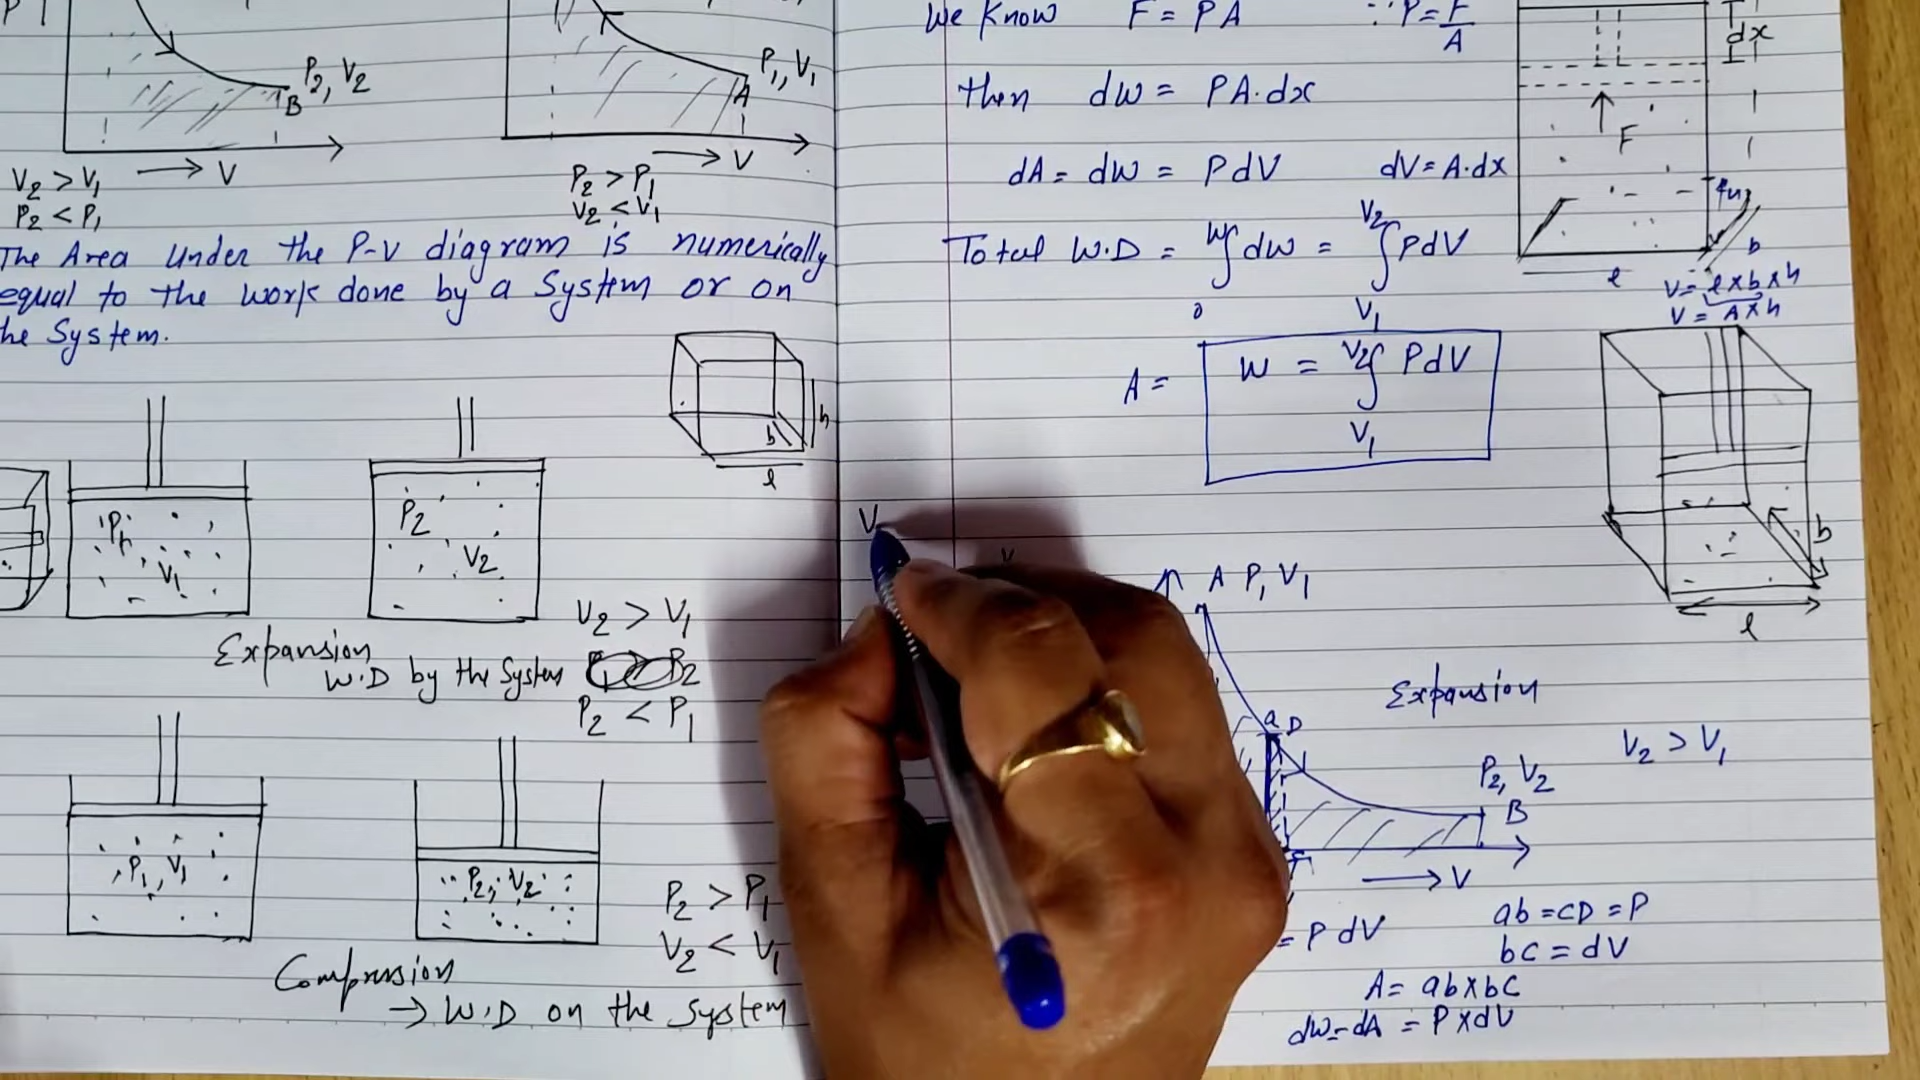 P
P2, V2
B
→ V
V2 > V1
P2 < P1
P1, V1
A
→ V
P2 > P1
V2 < V1
The Area under the P-V diagram is numerically
equal to the work done by a System or on
he System.
h
b
l
P1
V1
P2
V2
V2 > V1
Expansion
W.D by the System
P2
P2 < P1
P1, V1
P2, V2
P2 > P1
V2 < V1
Compression
→ W.D on the System
We Know F = PA ∵ P = F/A
then dw = PA.dx
dA = dw = PdV dV = A.dx
Total W.D = ∫₀ᵂ dw = ∫V1V2 PdV
A = W = ∫V1V2 PdV
dx
F
b
l
V = l x b x h
V = A x h
b
l
V
A P1 V1
Expansion
a D
P2, V2
V2 > V1
B
→ V
= P dV
ab = CD = P
bC = dV
A = ab x bC
dw = dA = P x dV